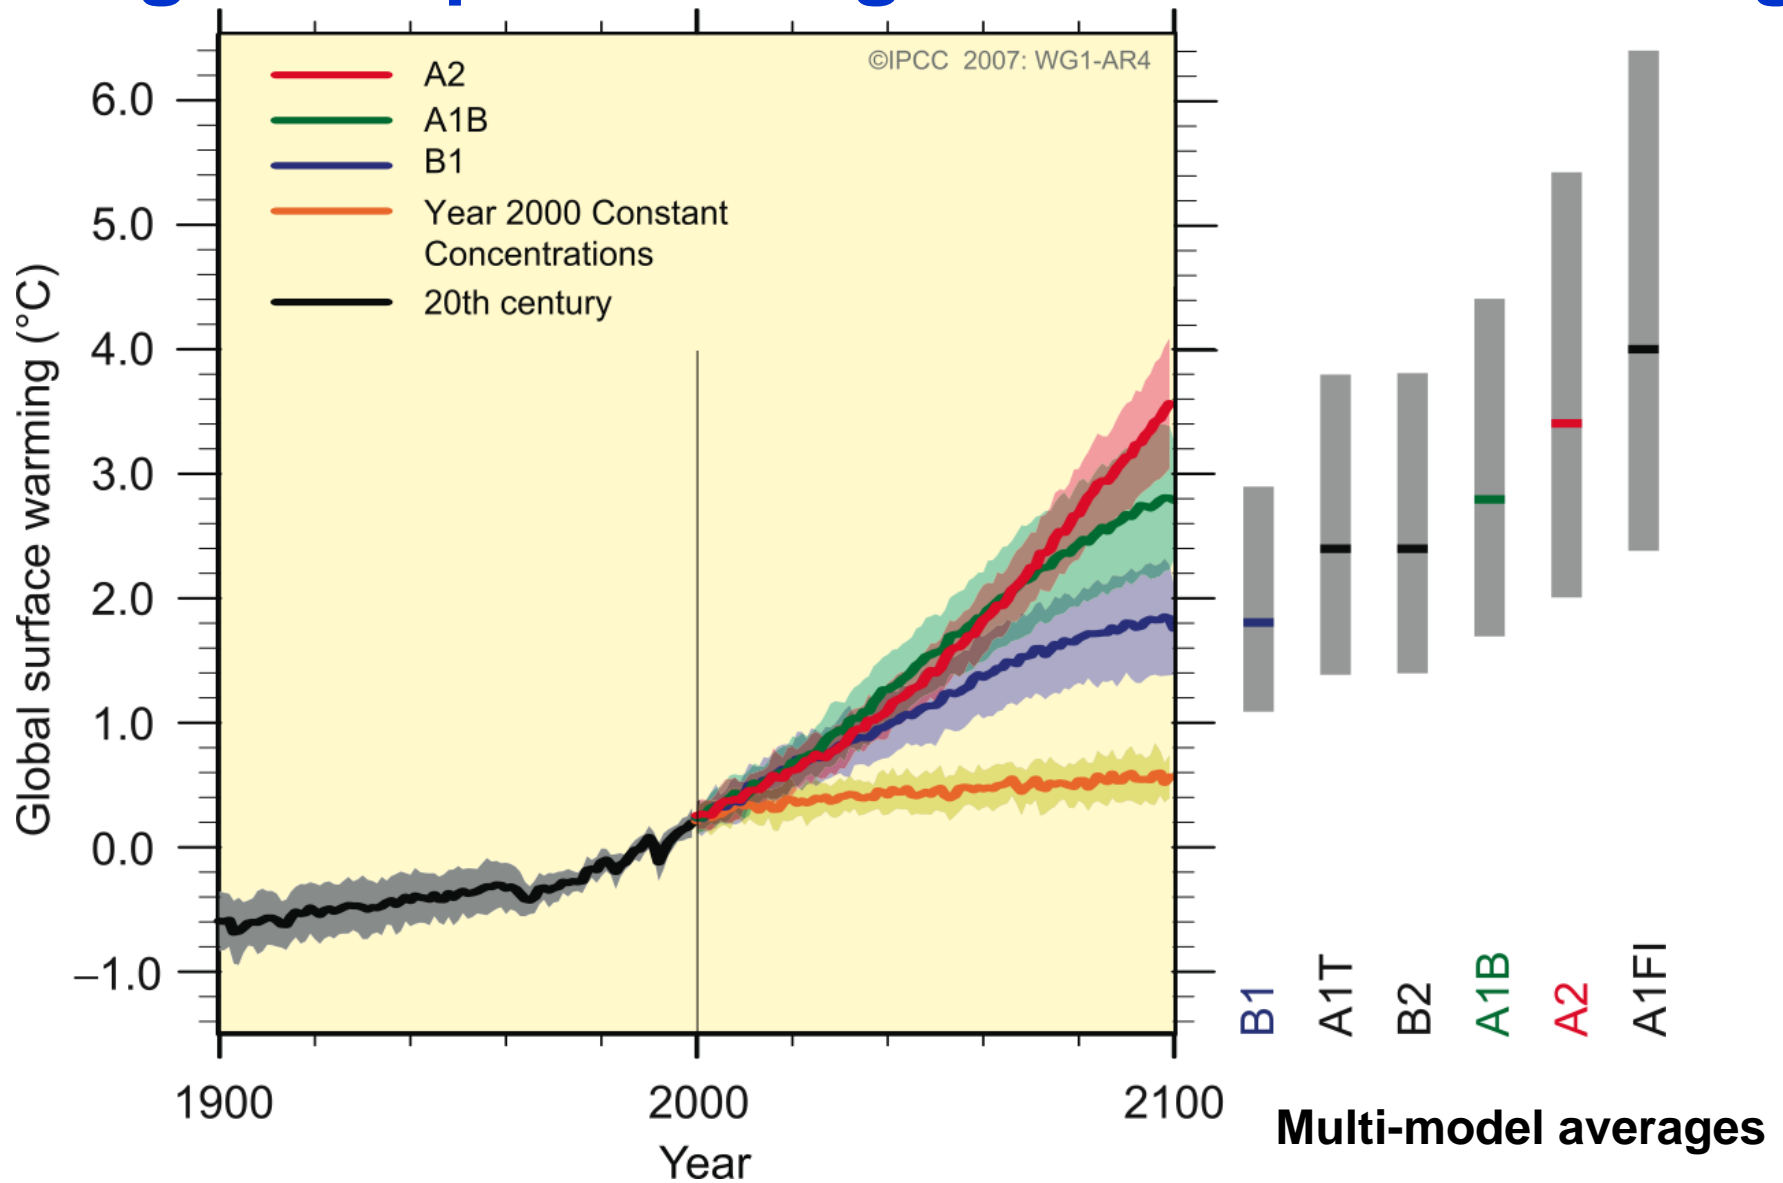 ©IPCC 2007: WG1-AR4
A2
A1B
B1
Year 2000 Constant
Concentrations
20th century
Global surface warming (°C)
6.0
5.0
4.0
3.0
2.0
1.0
0.0
–1.0
1900
2000
2100
Year
B1
A1T
B2
A1B
A2
A1FI
Multi-model averages